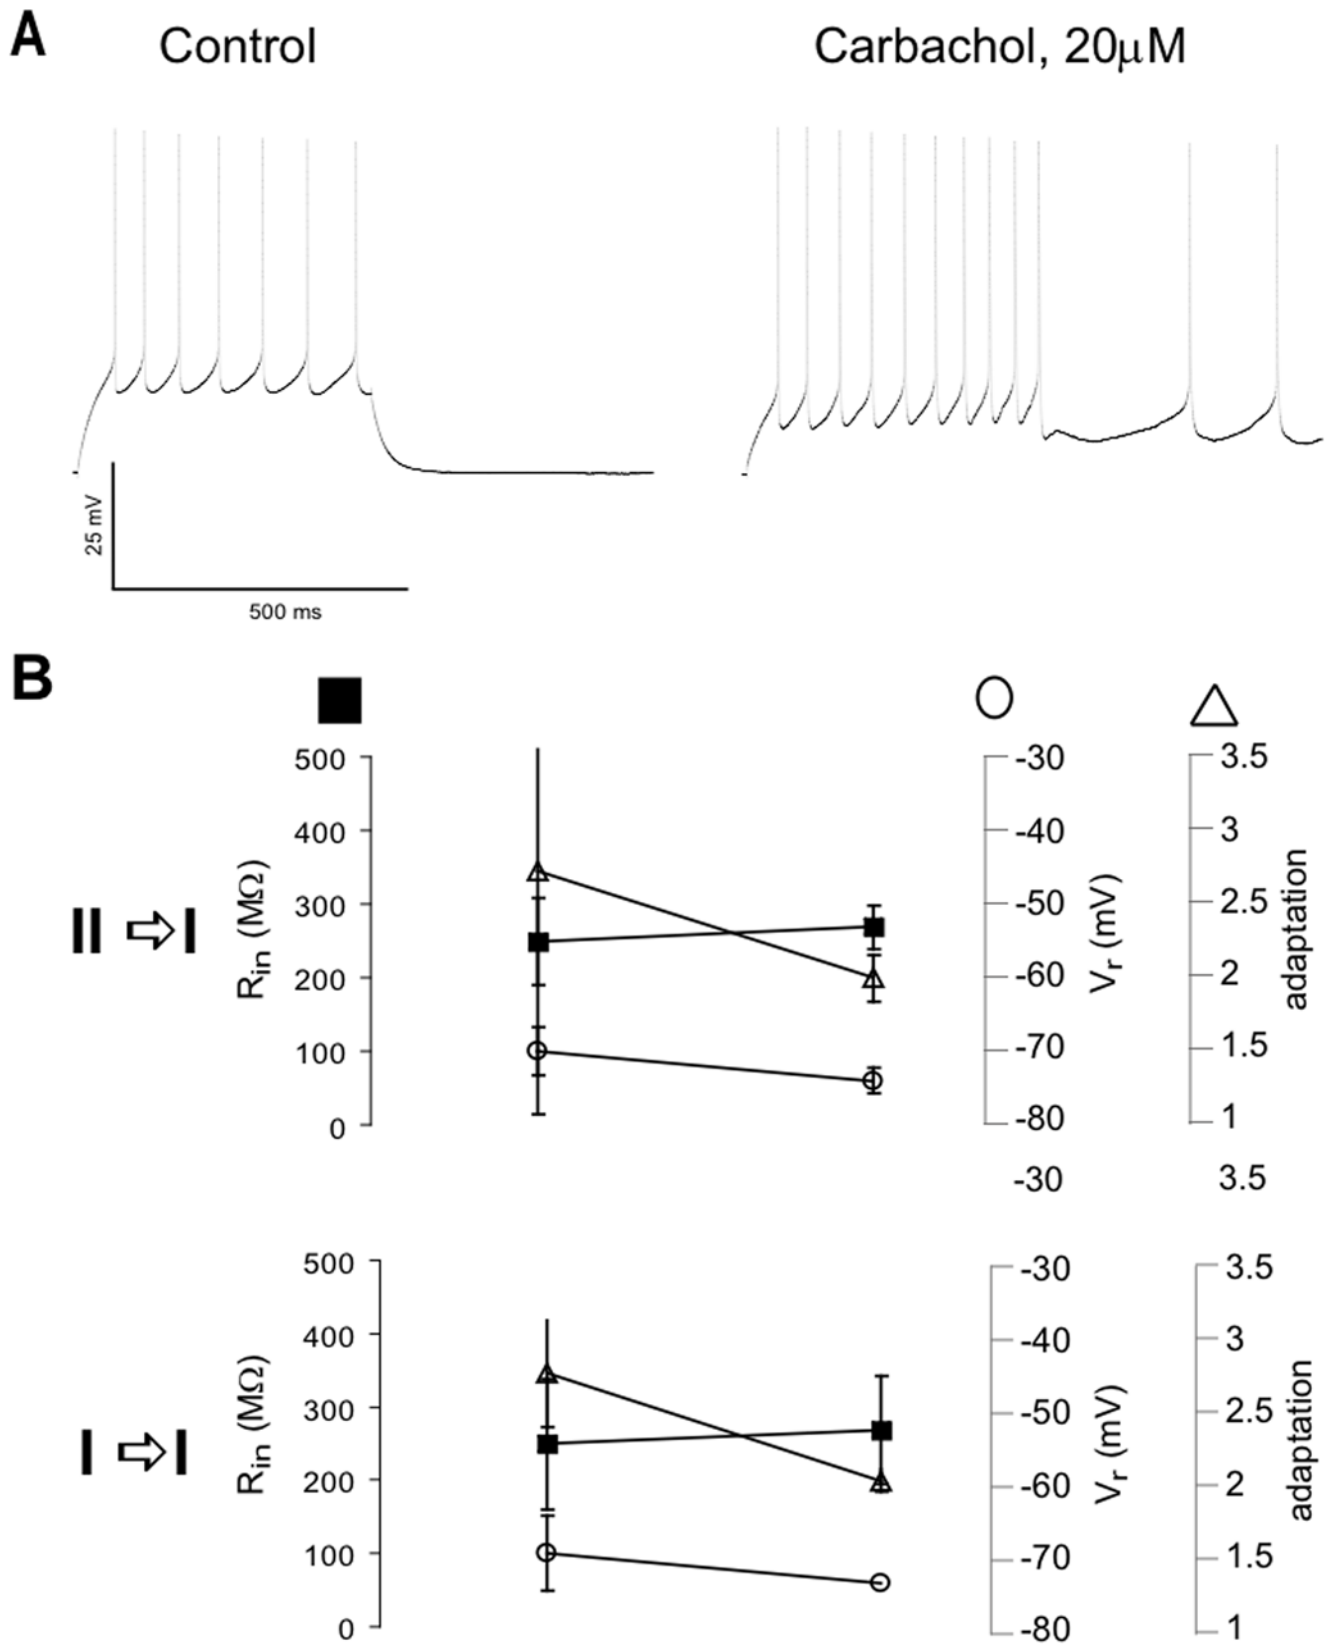 A
Control
Carbachol, 20μM
25 mV
500 ms
B
500
400
300
200
100
0
Rin (MΩ)
II ⇨ I
-30
-40
-50
-60
-70
-80
Vr (mV)
3.5
3
2.5
2
1.5
1
adaptation
-30
3.5
500
400
300
200
100
0
Rin (MΩ)
I ⇨ I
-30
-40
-50
-60
-70
-80
Vr (mV)
3.5
3
2.5
2
1.5
1
adaptation